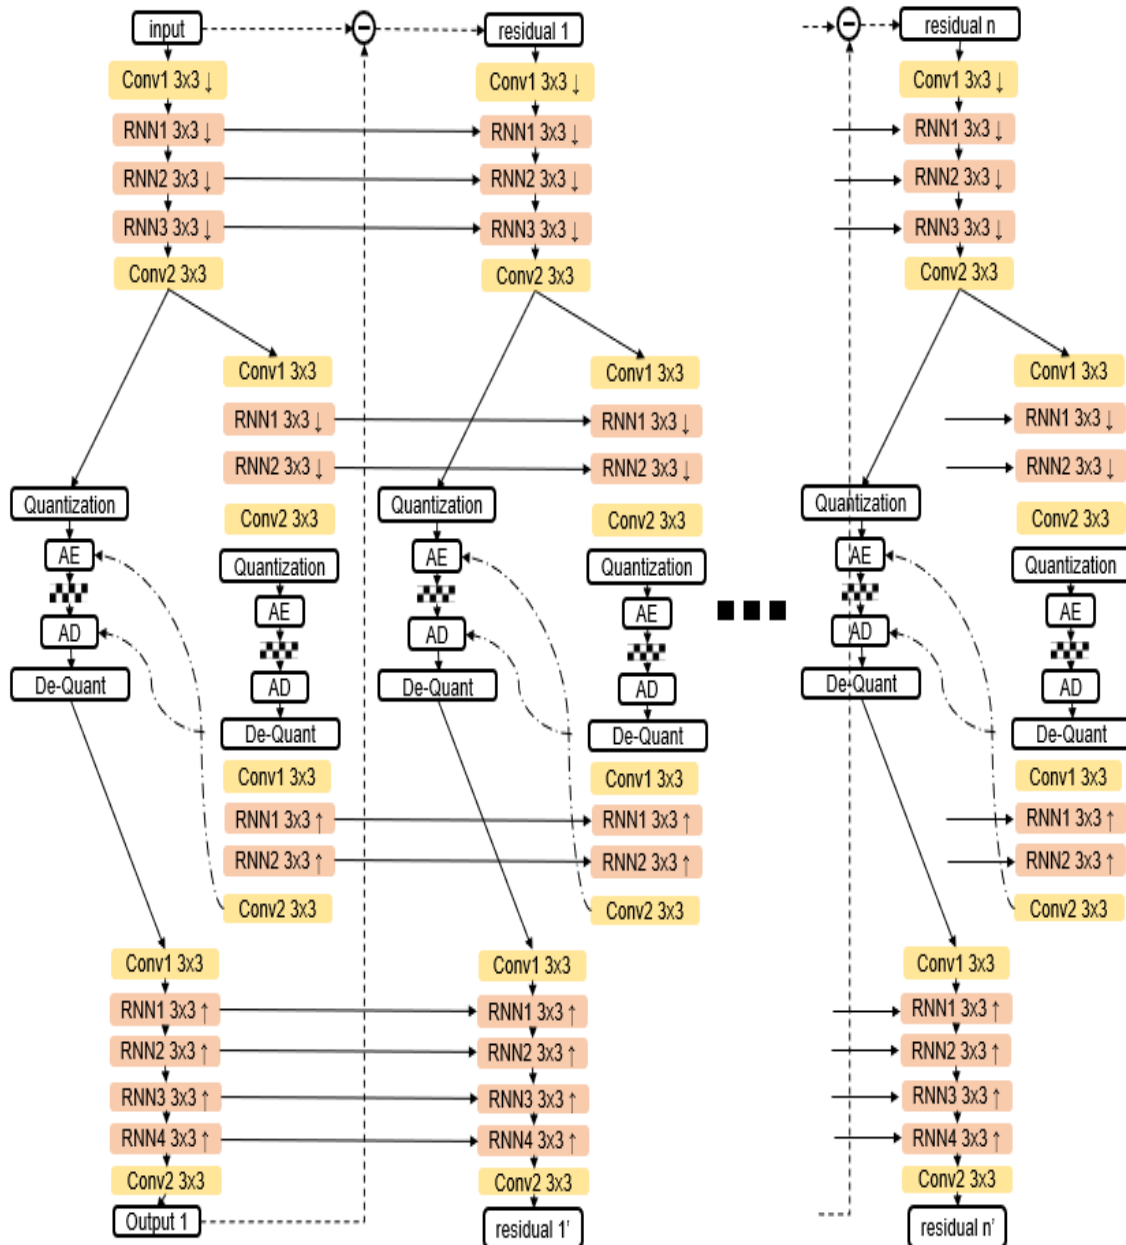 input
−
residual 1
−
residual n
Conv1 3x3 ↓
Conv1 3x3 ↓
Conv1 3x3 ↓
RNN1 3x3 ↓
RNN1 3x3 ↓
RNN1 3x3 ↓
RNN2 3x3 ↓
RNN2 3x3 ↓
RNN2 3x3 ↓
RNN3 3x3 ↓
RNN3 3x3 ↓
RNN3 3x3 ↓
Conv2 3x3
Conv2 3x3
Conv2 3x3
Conv1 3x3
Conv1 3x3
Conv1 3x3
RNN1 3x3 ↓
RNN1 3x3 ↓
RNN1 3x3 ↓
RNN2 3x3 ↓
RNN2 3x3 ↓
RNN2 3x3 ↓
Quantization
Quantization
Quantization
Conv2 3x3
Conv2 3x3
Conv2 3x3
AE
AE
AE
Quantization
Quantization
Quantization
AE
AE
AE
AD
AD
AD
De-Quant
De-Quant
De-Quant
AD
AD
AD
De-Quant
De-Quant
De-Quant
Conv1 3x3
Conv1 3x3
Conv1 3x3
RNN1 3x3 ↑
RNN1 3x3 ↑
RNN1 3x3 ↑
RNN2 3x3 ↑
RNN2 3x3 ↑
RNN2 3x3 ↑
Conv2 3x3
Conv2 3x3
Conv2 3x3
Conv1 3x3
Conv1 3x3
Conv1 3x3
RNN1 3x3 ↑
RNN1 3x3 ↑
RNN1 3x3 ↑
RNN2 3x3 ↑
RNN2 3x3 ↑
RNN2 3x3 ↑
RNN3 3x3 ↑
RNN3 3x3 ↑
RNN3 3x3 ↑
RNN4 3x3 ↑
RNN4 3x3 ↑
RNN4 3x3 ↑
Conv2 3x3
Conv2 3x3
Conv2 3x3
Output 1
residual 1'
residual n'